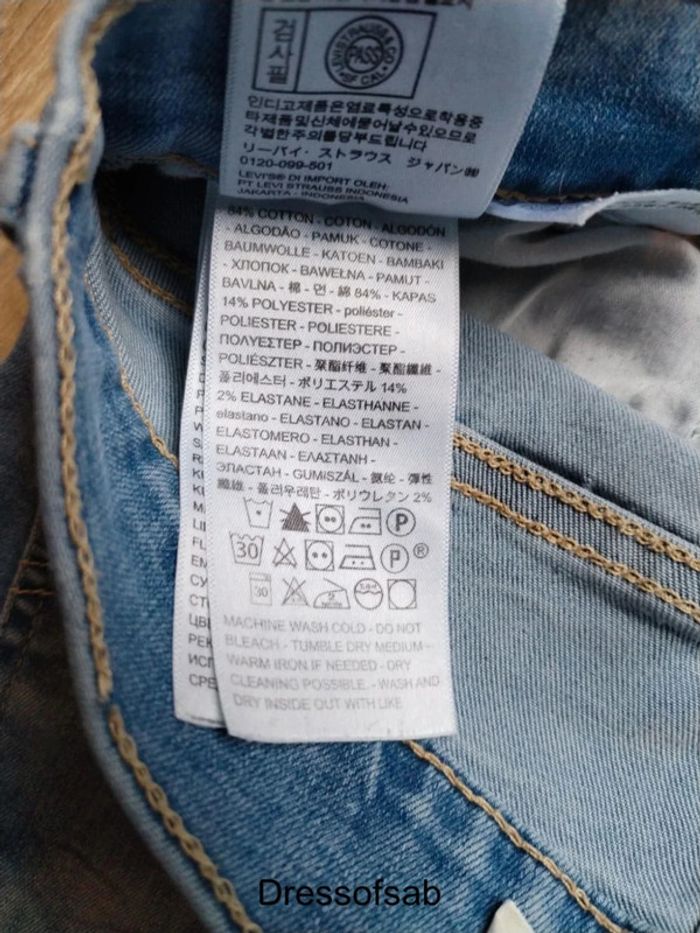 검사필
LEVI STRAUSS & CO
PASS
SF CAL
인디고제품은염료특성으로착용중
타제품및신체에묻어날수있으므로
각별한주의를당부드립니다
リーバイ・ストラウス ジャパン㈱
0120-099-501
LEVI'S® DI IMPORT OLEH:
PT LEVI STRAUSS INDONESIA
JAKARTA - INDONESIA
84% COTTON - COTON - ALGODÓN
- ALGODÃO - PAMUK - COTONE -
BAUMWOLLE - KATOEN - BAMBAKI
- ХЛОПОК - BAWEŁNA - PAMUT -
BAVLNA - 棉 - 면 - 綿 84% - KAPAS
14% POLYESTER - poliéster -
POLIESTER - POLIESTERE -
ΠΟΛΥΕΣΤΕΡ - ПОЛИЭСТЕР -
POLIÉSZTER - 聚酯纤维 - 聚酯纖維 -
폴리에스터 - ポリエステル 14%
2% ELASTANE - ELASTHANNE -
elastano - ELASTANO - ELASTAN -
ELASTOMERO - ELASTHAN -
ELASTAAN - ΕΛΑΣΤΑΝΗ -
ЭЛАСТАН - GUMISZÁL - 氨纶 - 彈性
纖維 - 폴리우레탄 - ポリウレタン 2%
P
30 P ®
30
MACHINE WASH COLD - DO NOT
BLEACH - TUMBLE DRY MEDIUM -
WARM IRON IF NEEDED - DRY
CLEANING POSSIBLE - WASH AND
DRY INSIDE OUT WITH LIKE
Dressofsab